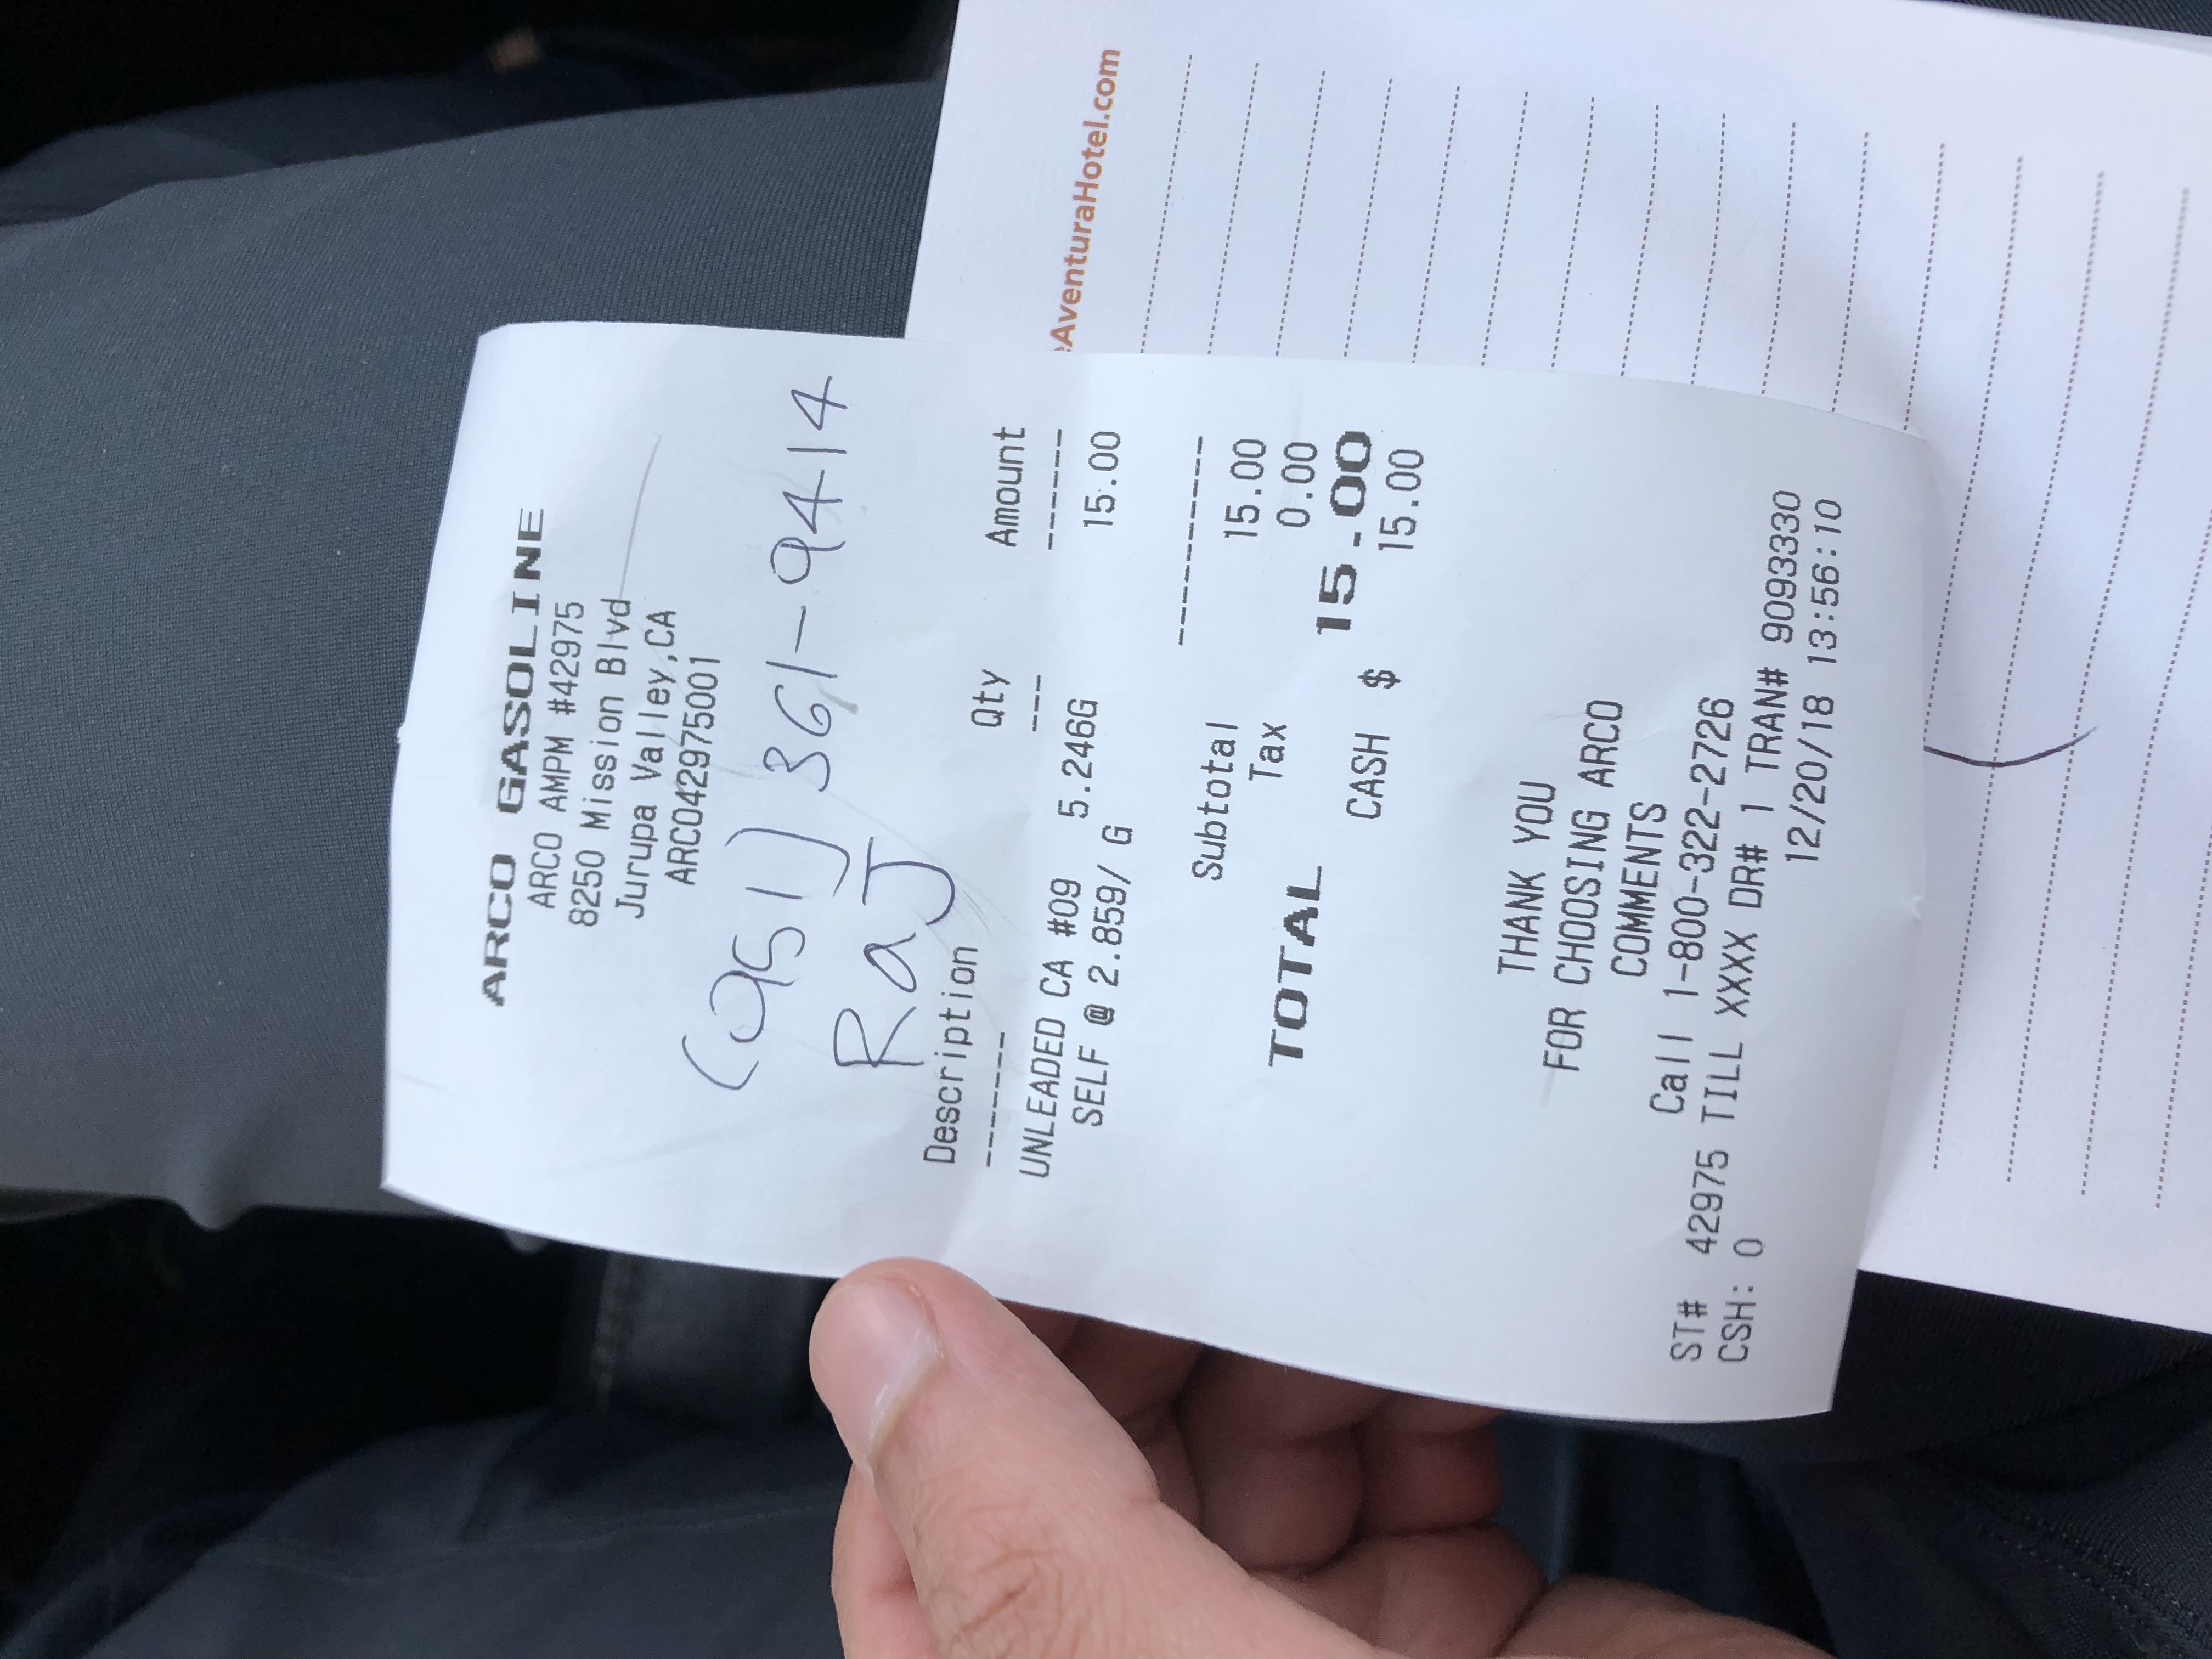 ARCO GASOLINE
ARCO AMPM #42975
8250 Mission Blvd
Jurupa Valley,CA
ARCO42975001
(951) 361-9414
RaJ
Description Qty Amount
------- --- ------
UNLEADED CA #09 5.246G 15.00
SELF @ 2.859/ G
----------
Subtotal 15.00
Tax 0.00
TOTAL 15.00
CASH $ 15.00
THANK YOU
FOR CHOOSING ARCO
COMMENTS
Call 1-800-322-2726
ST# 42975 TILL XXXX DR# 1 TRAN# 9093330
CSH: 0 12/20/18 13:56:10
AventuraHotel.com